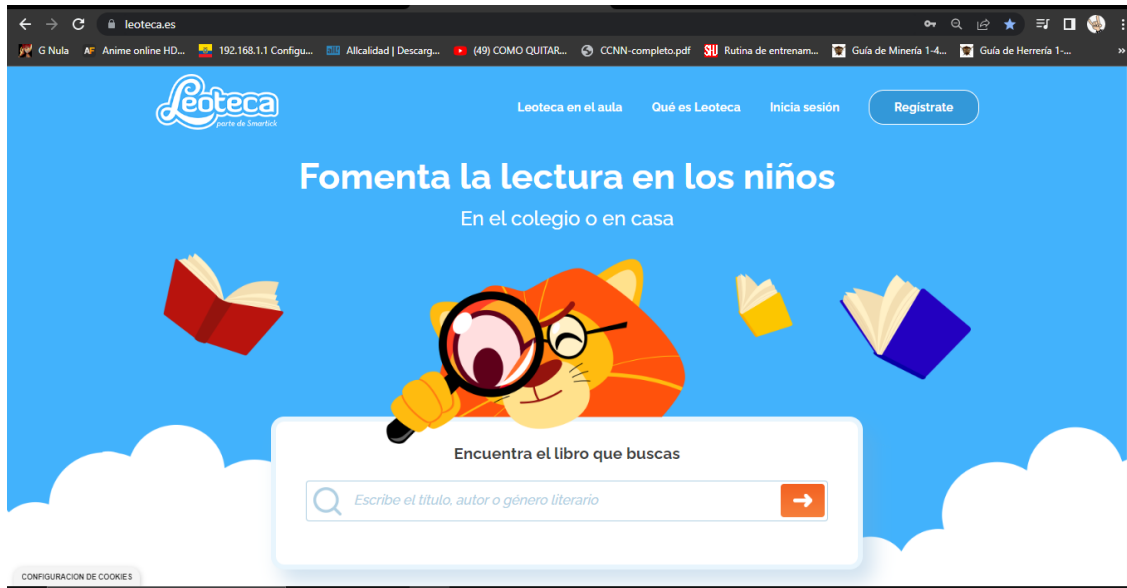 leoteca.es
G Nula AF Anime online HD... 192.168.1.1 Configu... Allcalidad | Descarg... (49) COMO QUITAR... CCNN-completo.pdf SHJ Rutina de entrenam... Guía de Minería 1-4... Guía de Herrería 1-... »
Leoteca
parte de Smartick
Leoteca en el aula Qué es Leoteca Inicia sesión Regístrate
Fomenta la lectura en los niños
En el colegio o en casa
Encuentra el libro que buscas
Escribe el título, autor o género literario
CONFIGURACION DE COOKIES